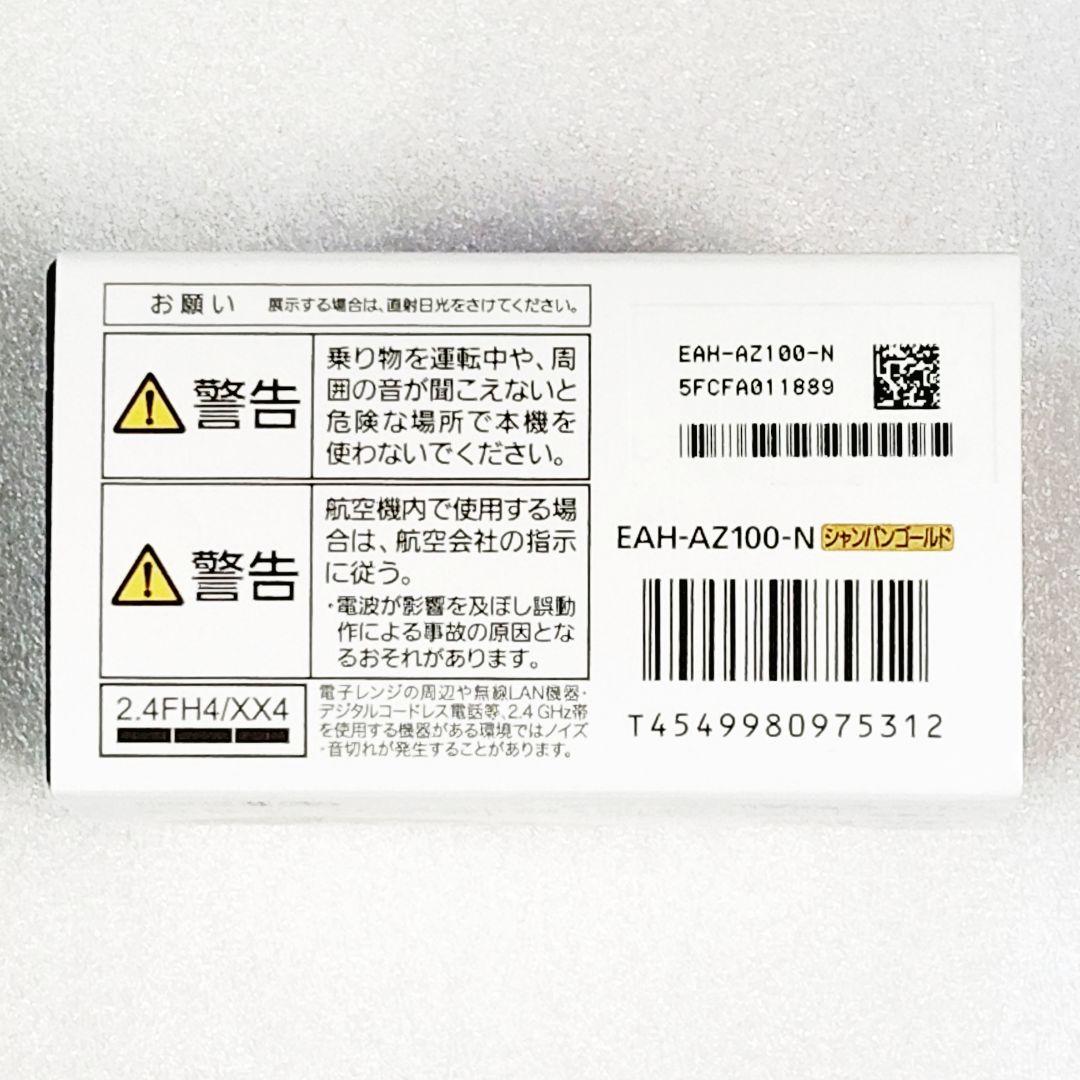 お願い 展示する場合は、直射日光をさけてください。
警告
乗り物を運転中や、周
囲の音が聞こえないと
危険な場所で本機を
使わないでください。
警告
航空機内で使用する場
合は、航空会社の指示
に従う。
・電波が影響を及ぼし誤動
作による事故の原因とな
るおそれがあります。
2.4FH4/XX4
電子レンジの周辺や無線LAN機器・
デジタルコードレス電話等、2.4 GHz帯
を使用する機器がある環境ではノイズ
・音切れが発生することがあります。
EAH-AZ100-N
5FCFA011889
EAH-AZ100-N シャンパンゴールド
T4549980975312